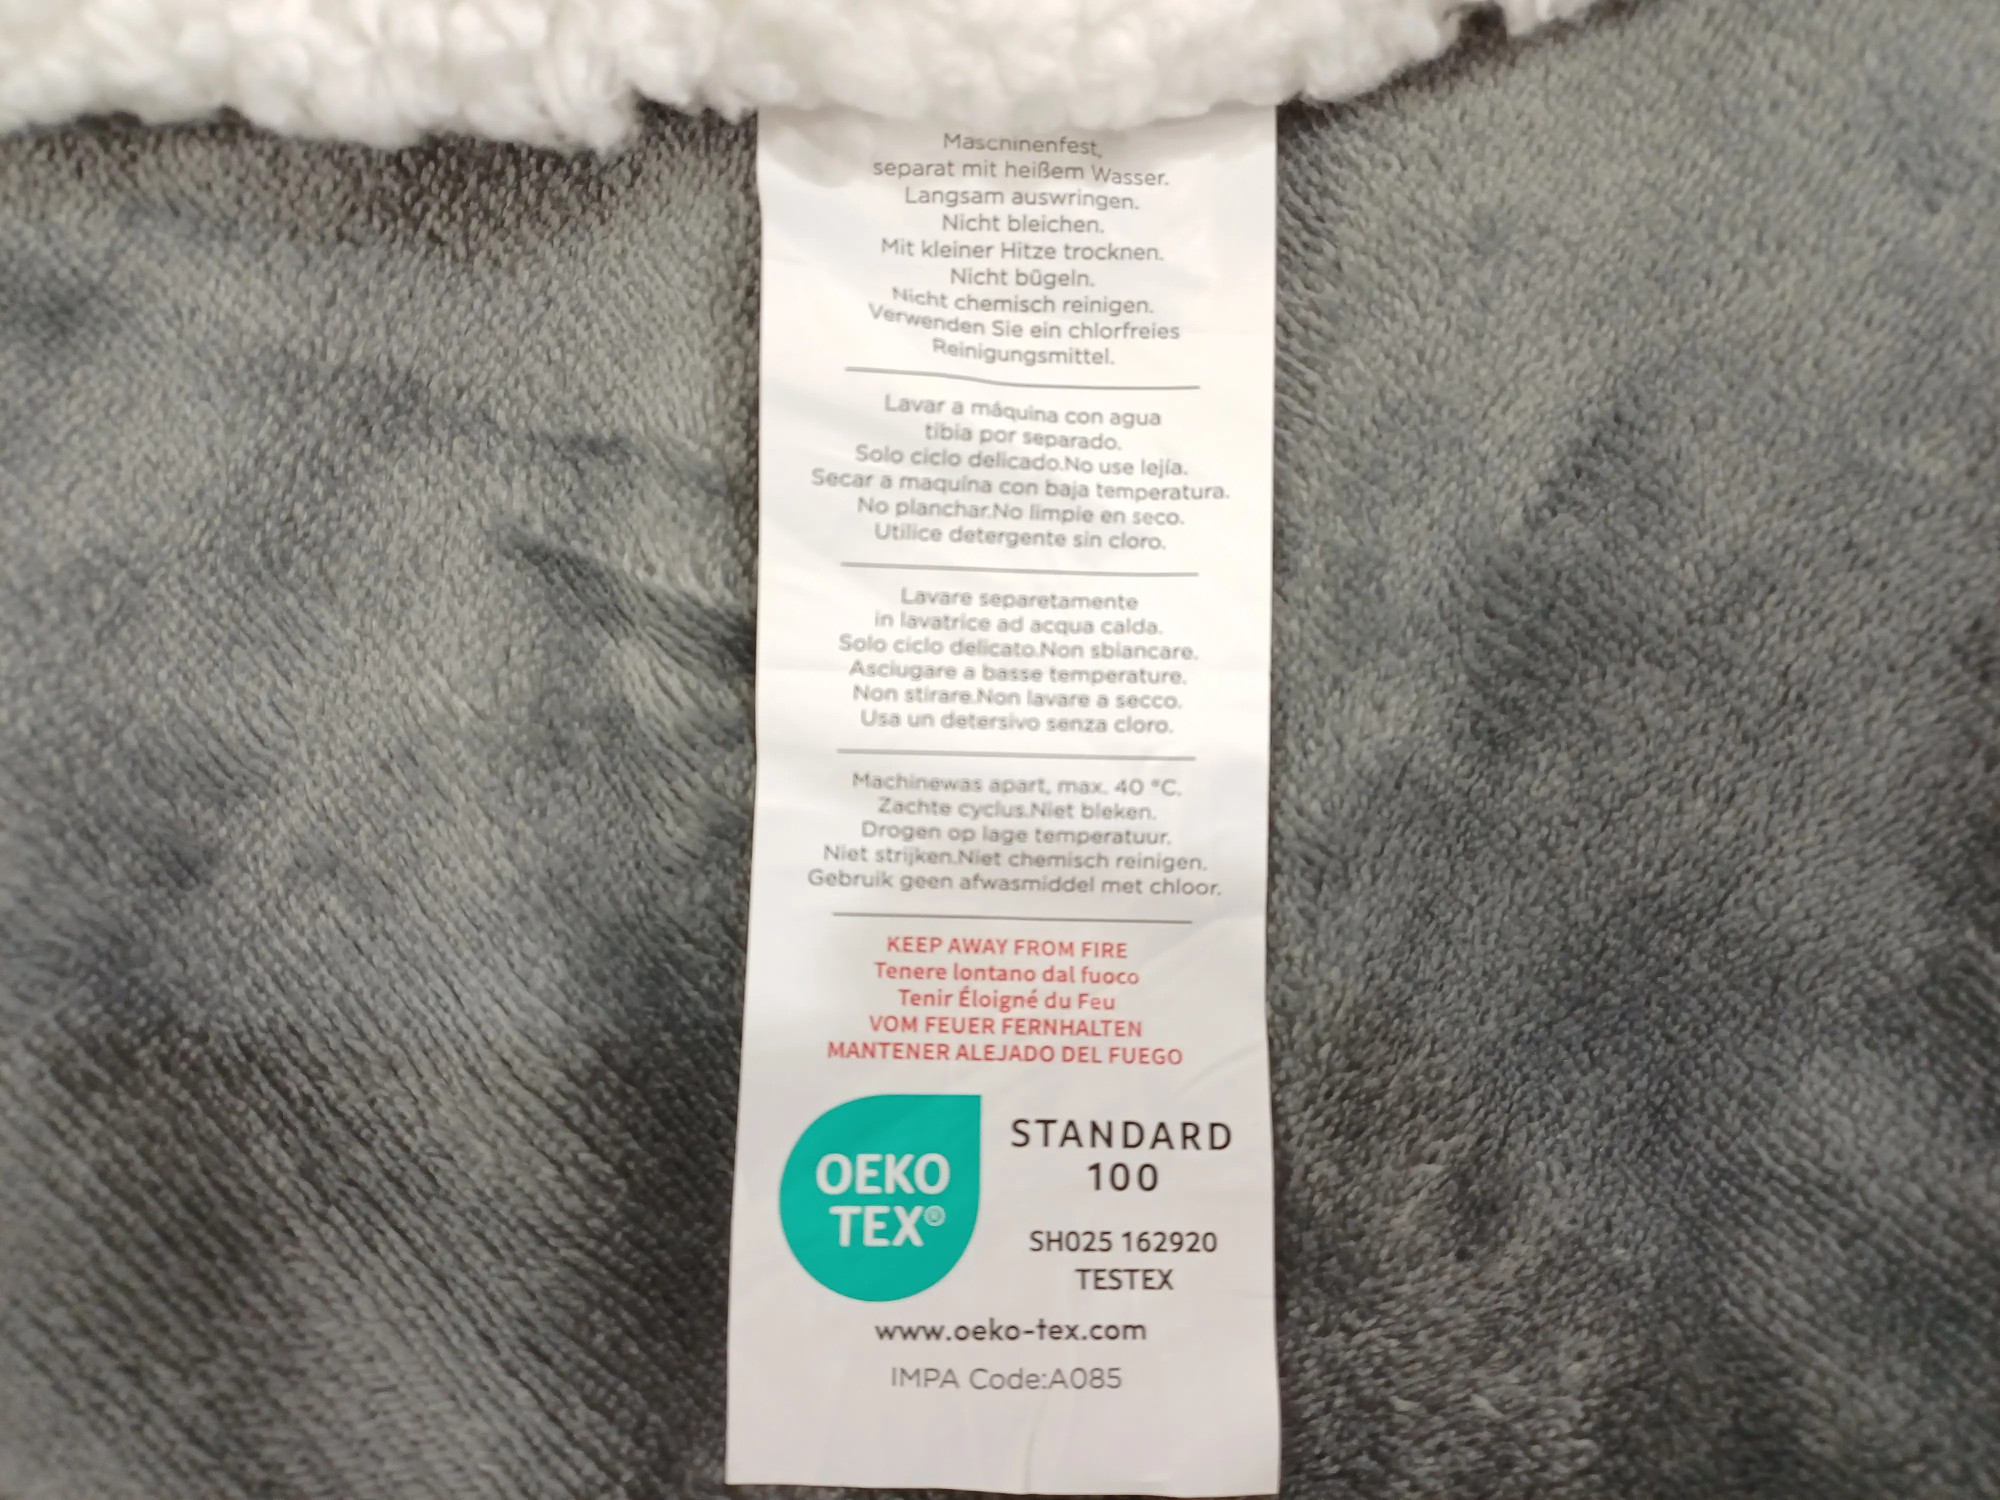 Maschinenfest,
separat mit heißem Wasser.
Langsam auswringen.
Nicht bleichen.
Mit kleiner Hitze trocknen.
Nicht bügeln.
Nicht chemisch reinigen.
Verwenden Sie ein chlorfreies
Reinigungsmittel.
Lavar a máquina con agua
tibia por separado.
Solo ciclo delicado.No use lejía.
Secar a maquína con baja temperatura.
No planchar.No limpie en seco.
Utilice detergente sin cloro.
Lavare separetamente
in lavatrice ad acqua calda.
Solo ciclo delicato.Non sbiancare.
Asciugare a basse temperature.
Non stirare.Non lavare a secco.
Usa un detersivo senza cloro.
Machinewas apart, max. 40 °C.
Zachte cyclus.Niet bleken.
Drogen op lage temperatuur.
Niet strijken.Niet chemisch reinigen.
Gebruik geen afwasmiddel met chloor.
KEEP AWAY FROM FIRE
Tenere lontano dal fuoco
Tenir Éloigné du Feu
VOM FEUER FERNHALTEN
MANTENER ALEJADO DEL FUEGO
OEKO
TEX®
STANDARD
100
SH025 162920
TESTEX
www.oeko-tex.com
IMPA Code:A085